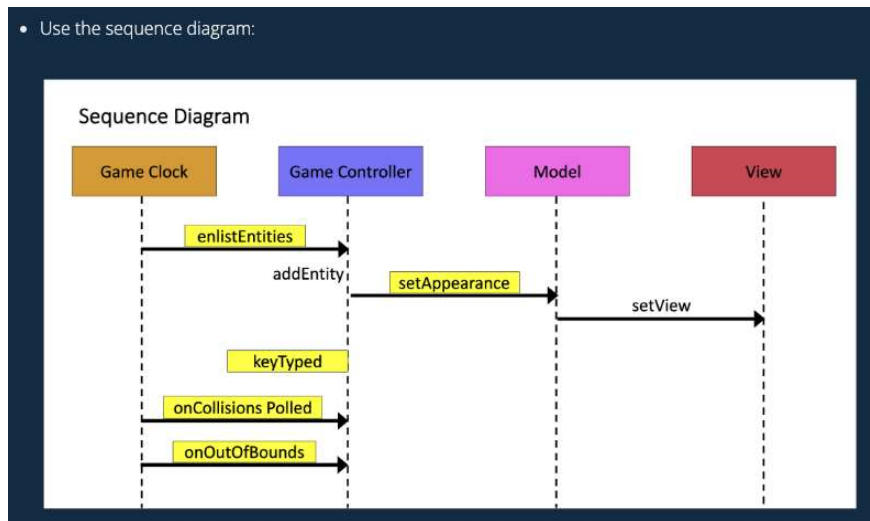 • Use the sequence diagram:
Sequence Diagram
Game Clock
Game Controller
Model
View
enlistEntities
addEntity
setAppearance
setView
keyTyped
onCollisions Polled
onOutOfBounds